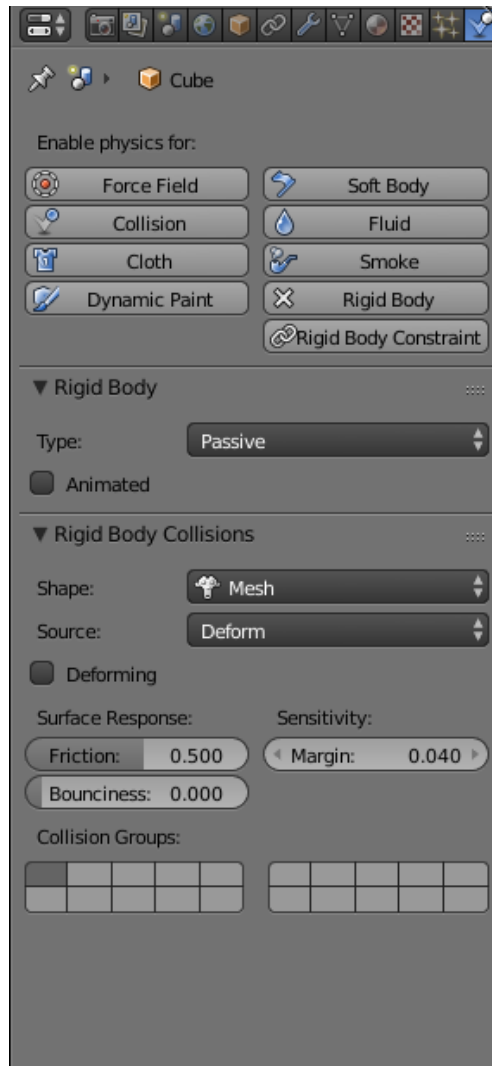 Cube
Enable physics for:
Force Field Soft Body
Collision Fluid
Cloth Smoke
Dynamic Paint Rigid Body
Rigid Body Constraint
Rigid Body
Type: Passive
Animated
Rigid Body Collisions
Shape: Mesh
Source: Deform
Deforming
Surface Response: Sensitivity:
Friction: 0.500 Margin: 0.040
Bounciness: 0.000
Collision Groups: